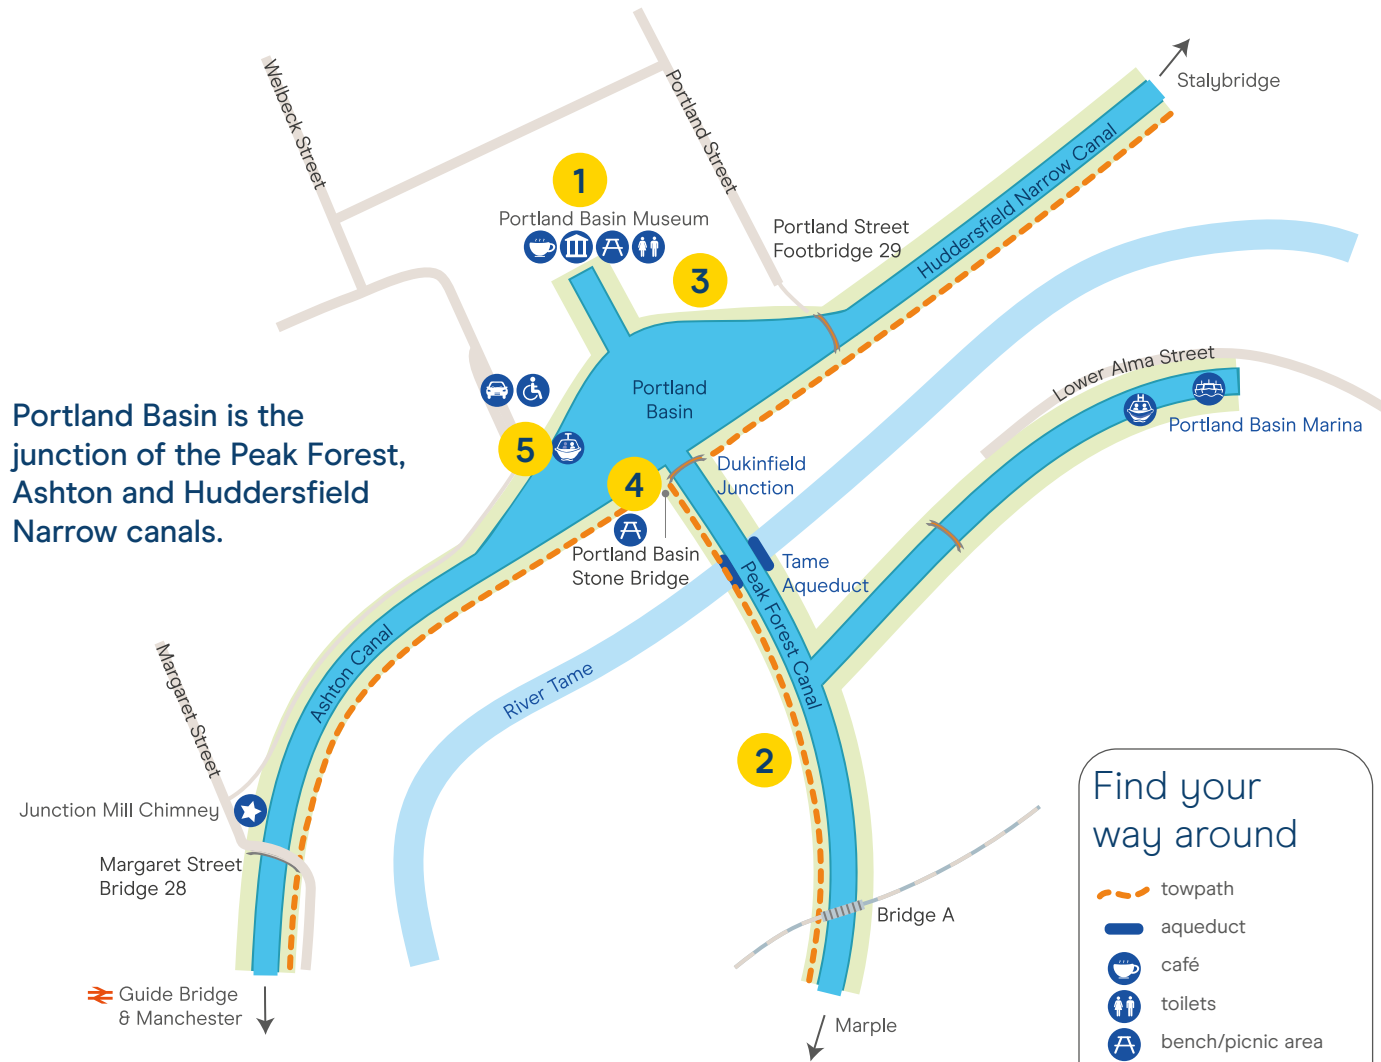 Welbeck Street
Portland Street
Stalybridge
1
Portland Basin Museum
Portland Street
Footbridge 29
Huddersfield Narrow Canal
3
Lower Alma Street
H
Portland Basin Marina
Portland
Basin
Portland Basin is the
junction of the Peak Forest,
Ashton and Huddersfield
Narrow canals.
5
4
Dukinfield
Junction
Portland Basin
Stone Bridge
Tame
Aqueduct
Peak Forest Canal
Ashton Canal
River Tame
Margaret Street
2
Junction Mill Chimney
Margaret Street
Bridge 28
Bridge A
Guide Bridge
& Manchester
Marple
Find your
way around
towpath
aqueduct
café
toilets
bench/picnic area